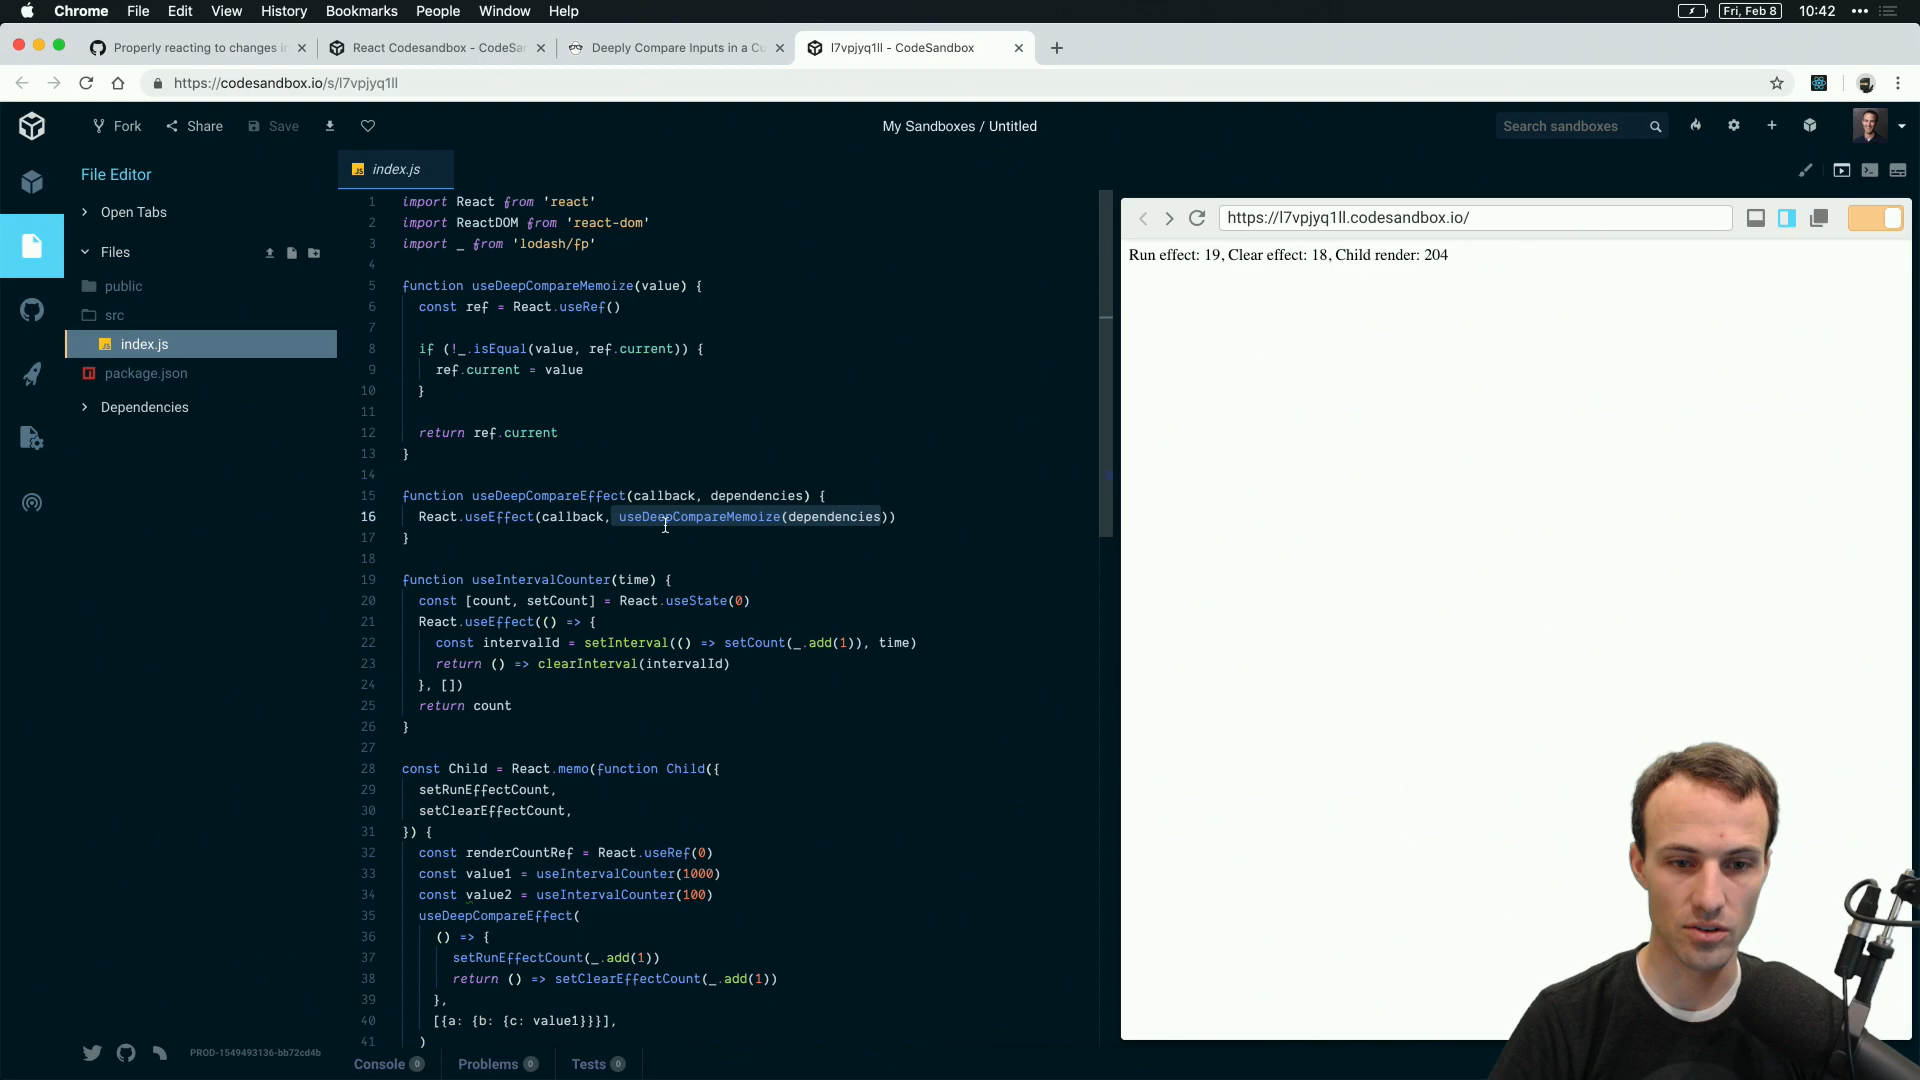 Chrome File Edit View History Bookmarks People Window Help
Fri, Feb 8 10:42
Properly reacting to changes in
React Codesandbox - CodeSan
Deeply Compare Inputs in a Cu
l7vpjyq1ll - CodeSandbox
https://codesandbox.io/s/l7vpjyq1ll
Fork Share Save
My Sandboxes / Untitled
Search sandboxes
File Editor
Open Tabs
Files
public
src
index.js
package.json
Dependencies
PROD-1549493136-bb72cd4b
index.js
1 import React from 'react'
2 import ReactDOM from 'react-dom'
3 import _ from 'lodash/fp'
4
5 function useDeepCompareMemoize(value) {
6 const ref = React.useRef()
7
8 if (!_.isEqual(value, ref.current)) {
9 ref.current = value
10 }
11
12 return ref.current
13 }
14
15 function useDeepCompareEffect(callback, dependencies) {
16 React.useEffect(callback, useDeepCompareMemoize(dependencies))
17 }
18
19 function useIntervalCounter(time) {
20 const [count, setCount] = React.useState(0)
21 React.useEffect(() => {
22 const intervalId = setInterval(() => setCount(_.add(1)), time)
23 return () => clearInterval(intervalId)
24 }, [])
25 return count
26 }
27
28 const Child = React.memo(function Child({
29 setRunEffectCount,
30 setClearEffectCount,
31 }) {
32 const renderCountRef = React.useRef(0)
33 const value1 = useIntervalCounter(1000)
34 const value2 = useIntervalCounter(100)
35 useDeepCompareEffect(
36 () => {
37 setRunEffectCount(_.add(1))
38 return () => setClearEffectCount(_.add(1))
39 },
40 [{a: {b: {c: value1}}}],
41 )
Console 0 Problems 0 Tests 0
https://l7vpjyq1ll.codesandbox.io/
Run effect: 19, Clear effect: 18, Child render: 204